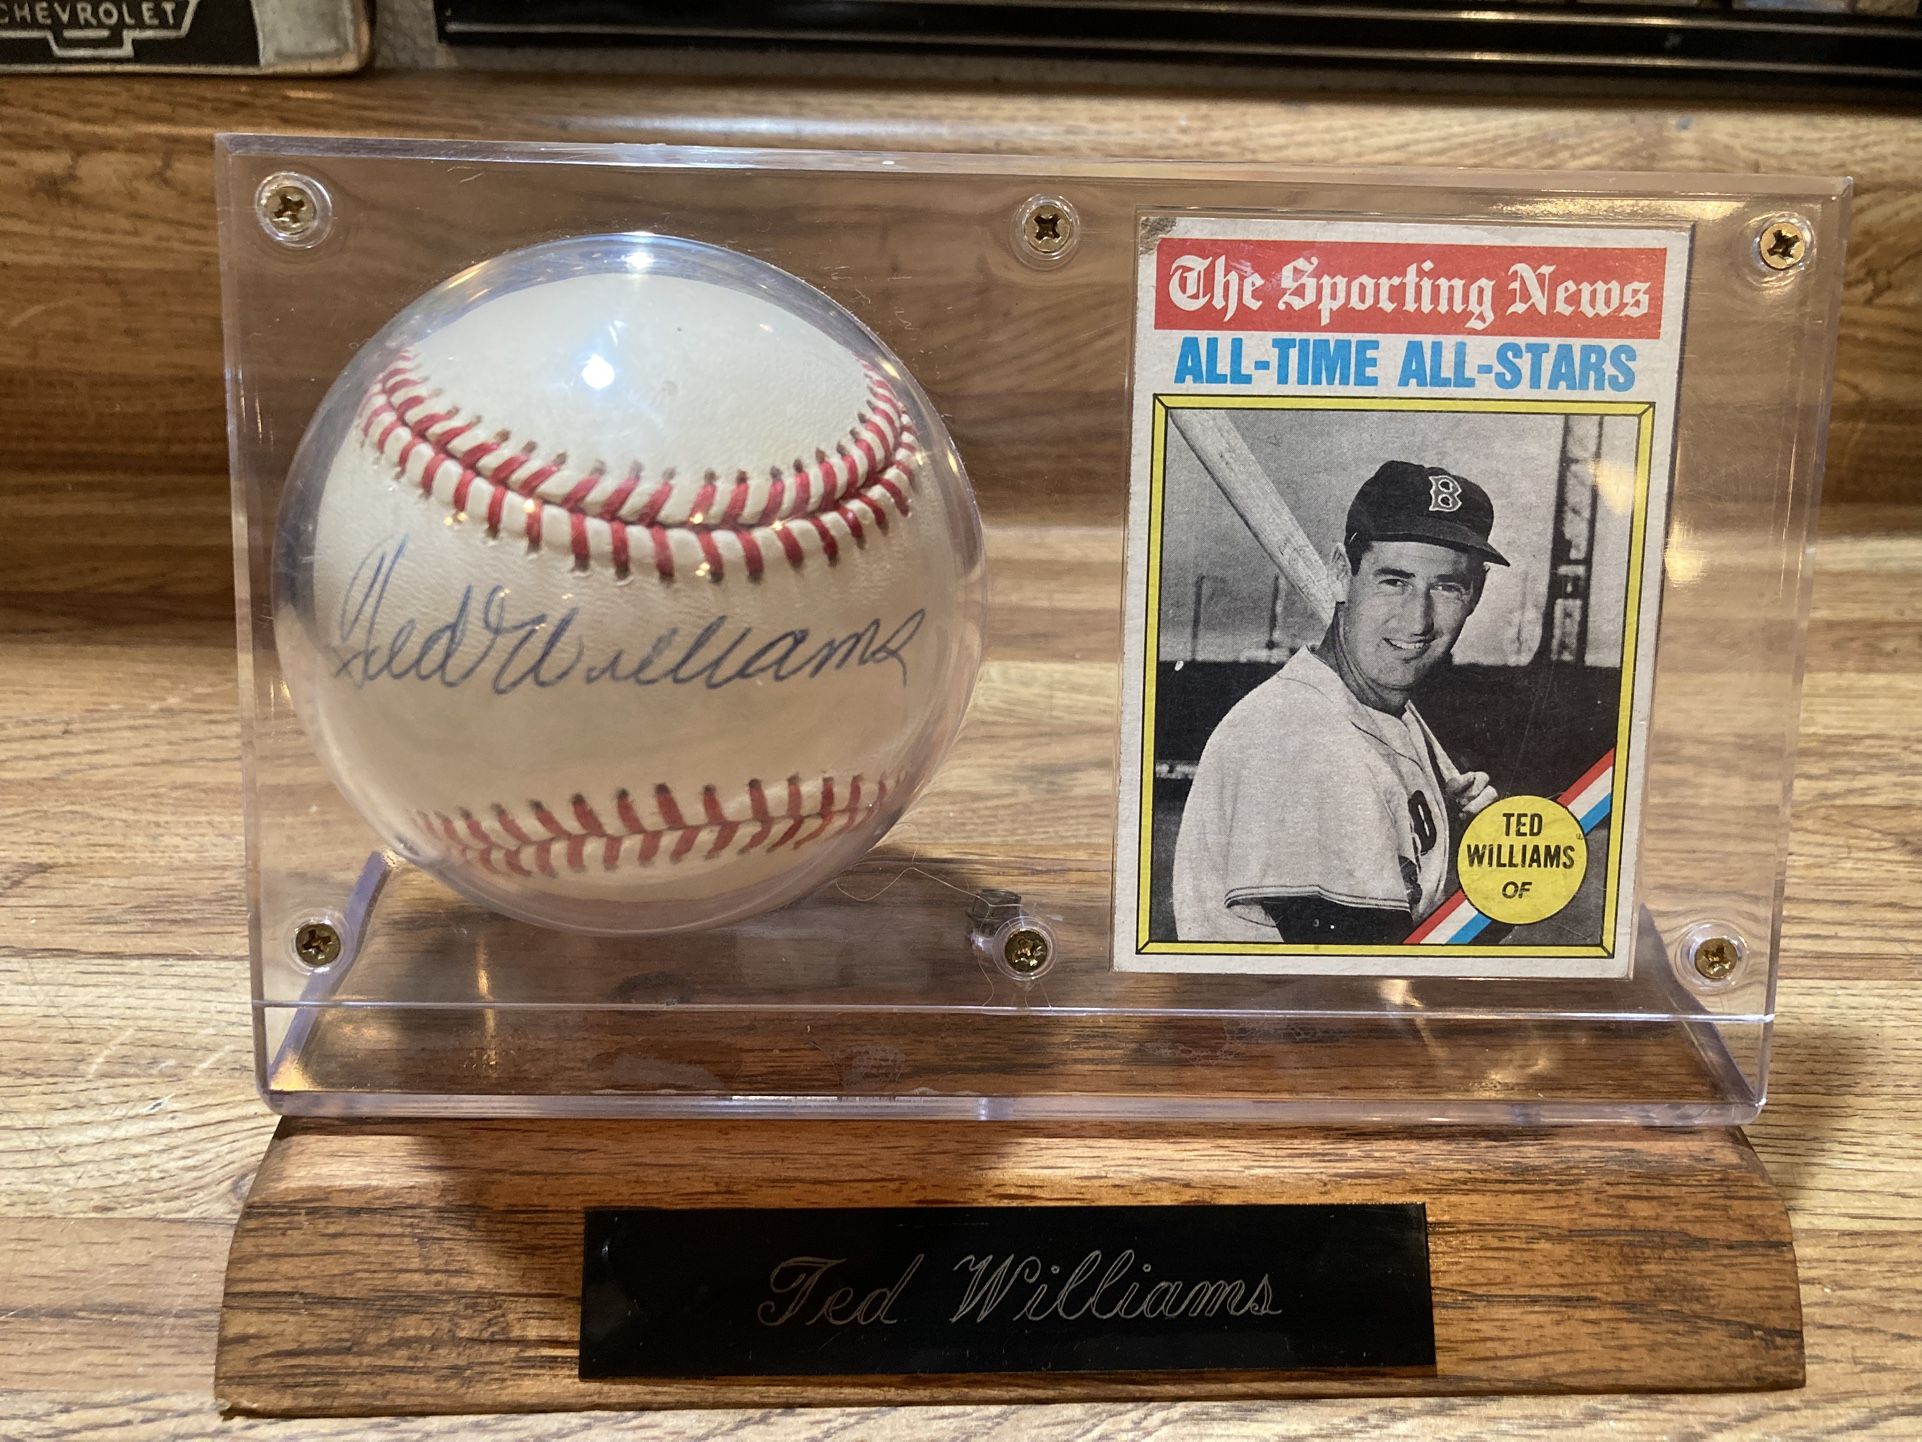 CHEVROLET
The Sporting News
ALL-TIME ALL-STARS
B
Ted Williams
TED
WILLIAMS
OF
Ted Williams